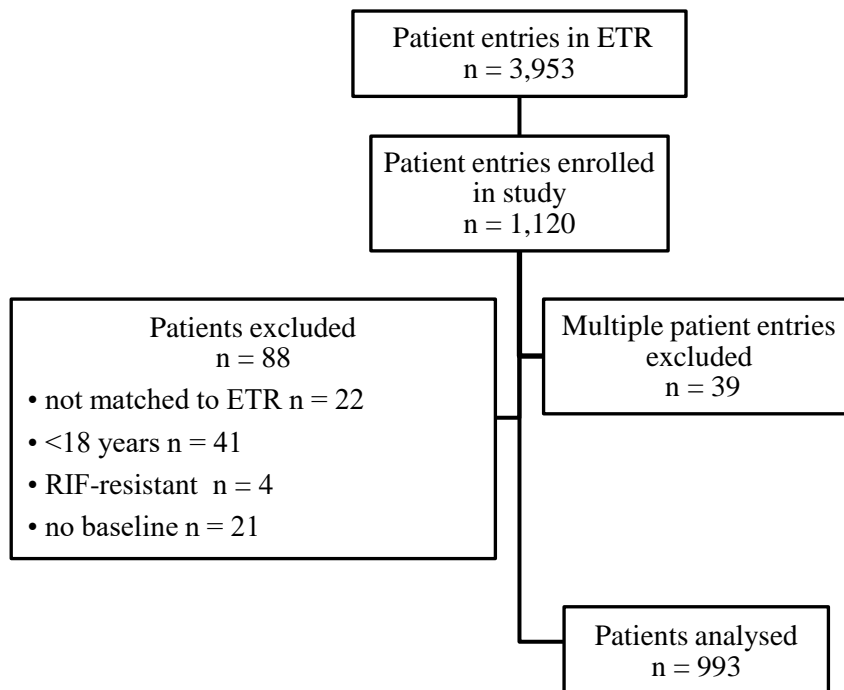 Patient entries in ETR
n = 3,953
Patient entries enrolled
in study
n = 1,120
Patients excluded
n = 88
• not matched to ETR n = 22
• <18 years n = 41
• RIF-resistant n = 4
• no baseline n = 21
Multiple patient entries
excluded
n = 39
Patients analysed
n = 993